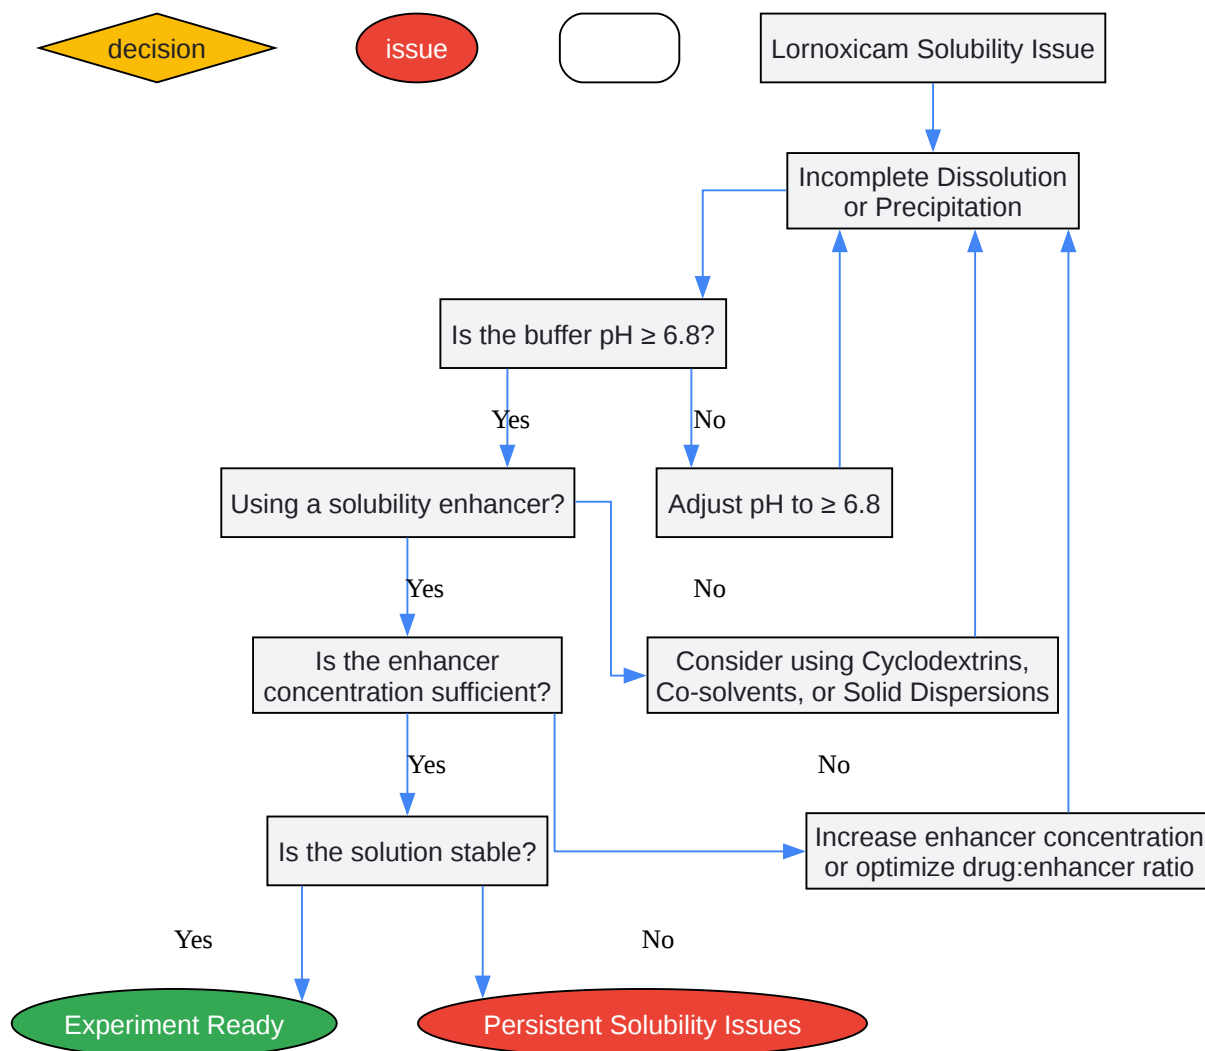 decision
issue
Lornoxicam Solubility Issue
Incomplete Dissolution
or Precipitation
Is the buffer pH ≥ 6.8?
Yes
No
Using a solubility enhancer?
Adjust pH to ≥ 6.8
Yes
No
Is the enhancer
concentration sufficient?
Consider using Cyclodextrins,
Co-solvents, or Solid Dispersions
Yes
No
Is the solution stable?
Increase enhancer concentration
or optimize drug:enhancer ratio
Yes
No
Experiment Ready
Persistent Solubility Issues